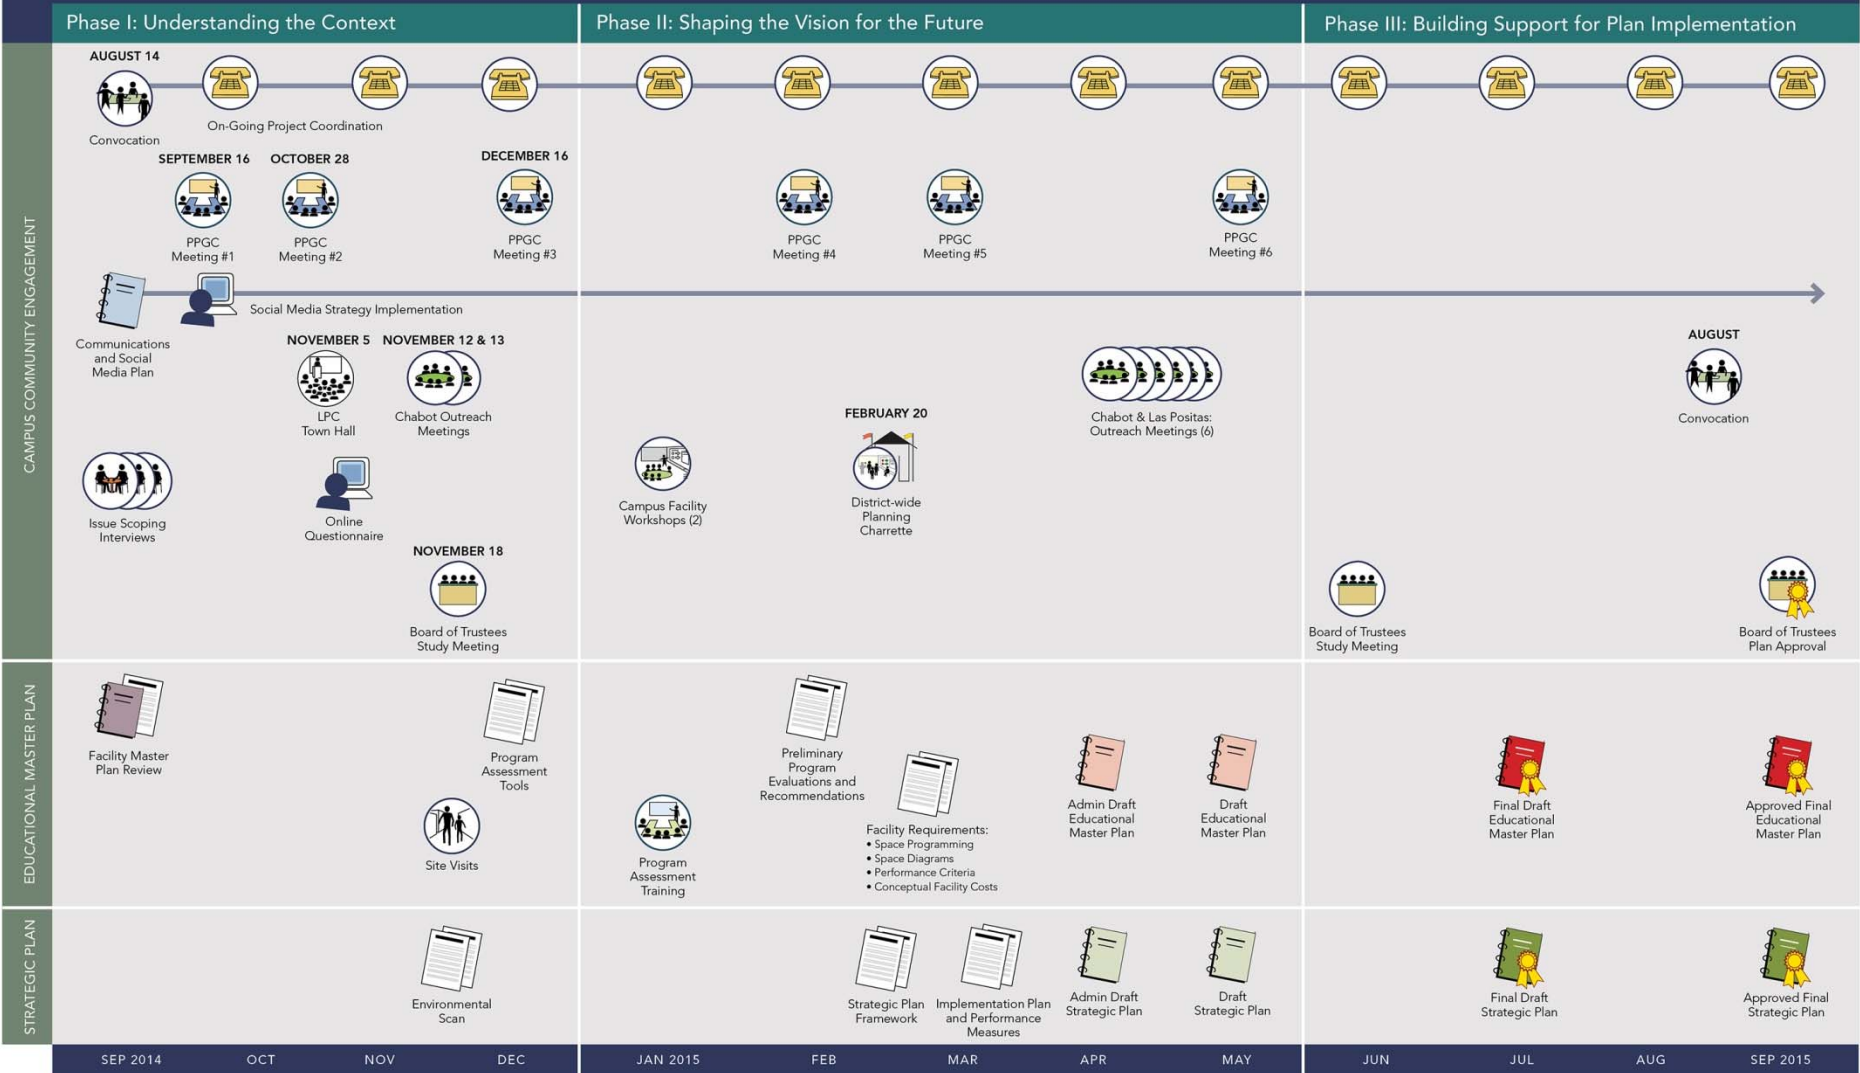 Phase I: Understanding the Context
Phase II: Shaping the Vision for the Future
Phase III: Building Support for Plan Implementation
CAMPUS COMMUNITY ENGAGEMENT
AUGUST 14
Convocation
On-Going Project Coordination
SEPTEMBER 16
PPGC
Meeting #1
OCTOBER 28
PPGC
Meeting #2
DECEMBER 16
PPGC
Meeting #3
PPGC
Meeting #4
PPGC
Meeting #5
PPGC
Meeting #6
Communications
and Social
Media Plan
Social Media Strategy Implementation
NOVEMBER 5
LPC
Town Hall
NOVEMBER 12 & 13
Chabot Outreach
Meetings
Chabot & Las Positas:
Outreach Meetings (6)
AUGUST
Convocation
Issue Scoping
Interviews
Online
Questionnaire
Campus Facility
Workshops (2)
FEBRUARY 20
District-wide
Planning
Charrette
NOVEMBER 18
Board of Trustees
Study Meeting
Board of Trustees
Study Meeting
Board of Trustees
Plan Approval
EDUCATIONAL MASTER PLAN
Facility Master
Plan Review
Program
Assessment
Tools
Site Visits
Program
Assessment
Training
Preliminary
Program
Evaluations and
Recommendations
Facility Requirements:
• Space Programming
• Space Diagrams
• Performance Criteria
• Conceptual Facility Costs
Admin Draft
Educational
Master Plan
Draft
Educational
Master Plan
Final Draft
Educational
Master Plan
Approved Final
Educational
Master Plan
STRATEGIC PLAN
Environmental
Scan
Strategic Plan
Framework
Implementation Plan
and Performance
Measures
Admin Draft
Strategic Plan
Draft
Strategic Plan
Final Draft
Strategic Plan
Approved Final
Strategic Plan
SEP 2014
OCT
NOV
DEC
JAN 2015
FEB
MAR
APR
MAY
JUN
JUL
AUG
SEP 2015